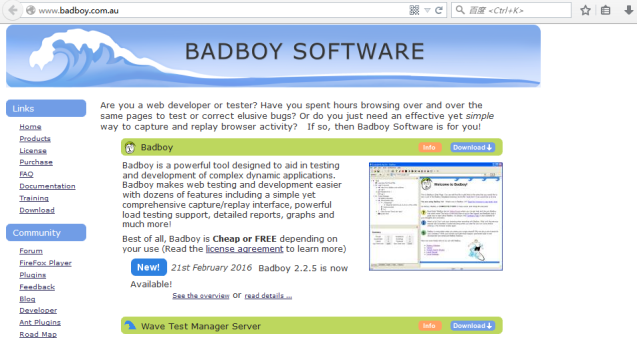 www.badboy.com.au
百度 <Ctrl+K>
BADBOY SOFTWARE
Links
Home
Products
License
Purchase
FAQ
Documentation
Training
Download
Community
Forum
FireFox Player
Plugins
Feedback
Blog
Developer
Ant Plugins
Road Map
Are you a web developer or tester? Have you spent hours browsing over and over the
same pages to test or correct elusive bugs? Or do you just need an effective yet simple
way to capture and replay browser activity? If so, then Badboy Software is for you!
Badboy Info Download
Badboy is a powerful tool designed to aid in testing
and development of complex dynamic applications.
Badboy makes web testing and development easier
with dozens of features including a simple yet
comprehensive capture/replay interface, powerful
load testing support, detailed reports, graphs and
much more!
Best of all, Badboy is Cheap or FREE depending on
your use (Read the license agreement to learn more)
New! 21st February 2016 Badboy 2.2.5 is now
Available!
See the overview or read details ...
Welcome to Badboy!
Wave Test Manager Server Info Download